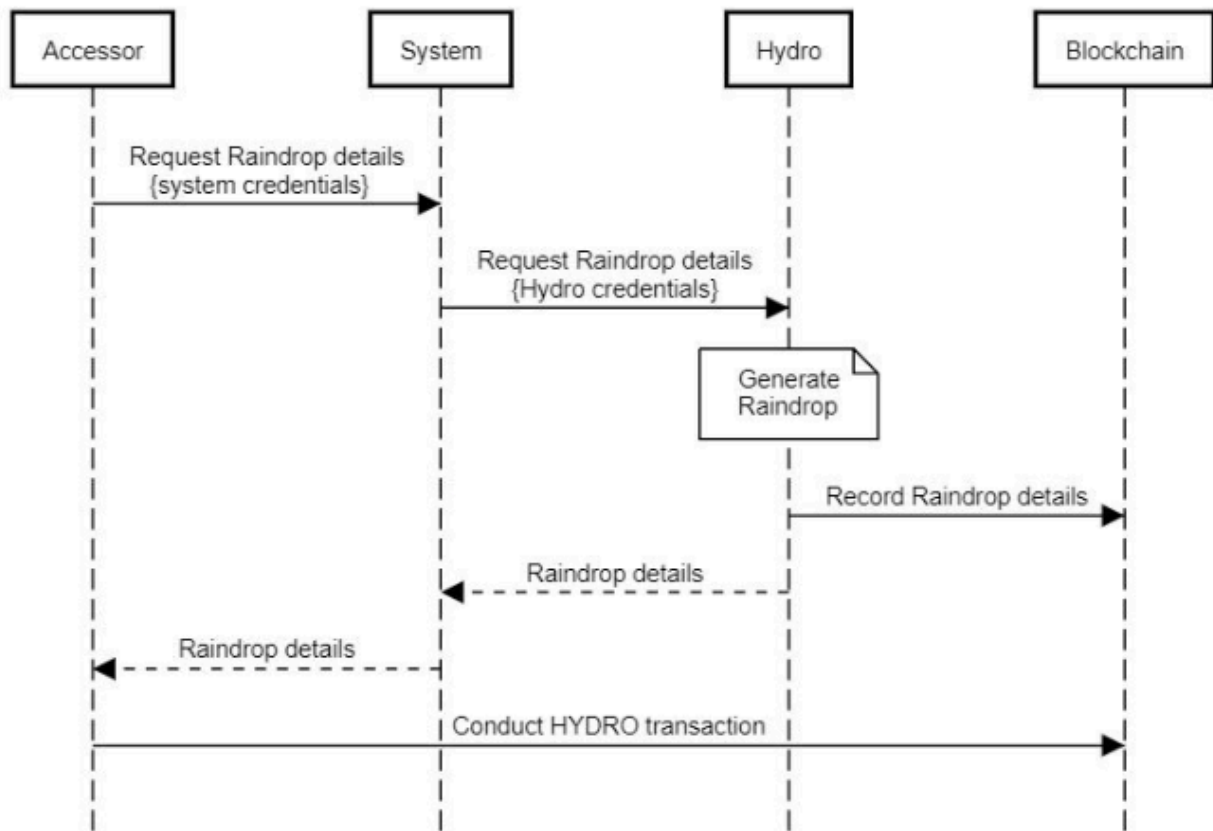 Accessor
System
Hydro
Blockchain
Request Raindrop details
{system credentials}
Request Raindrop details
{Hydro credentials}
Generate
Raindrop
Record Raindrop details
Raindrop details
Raindrop details
Conduct HYDRO transaction